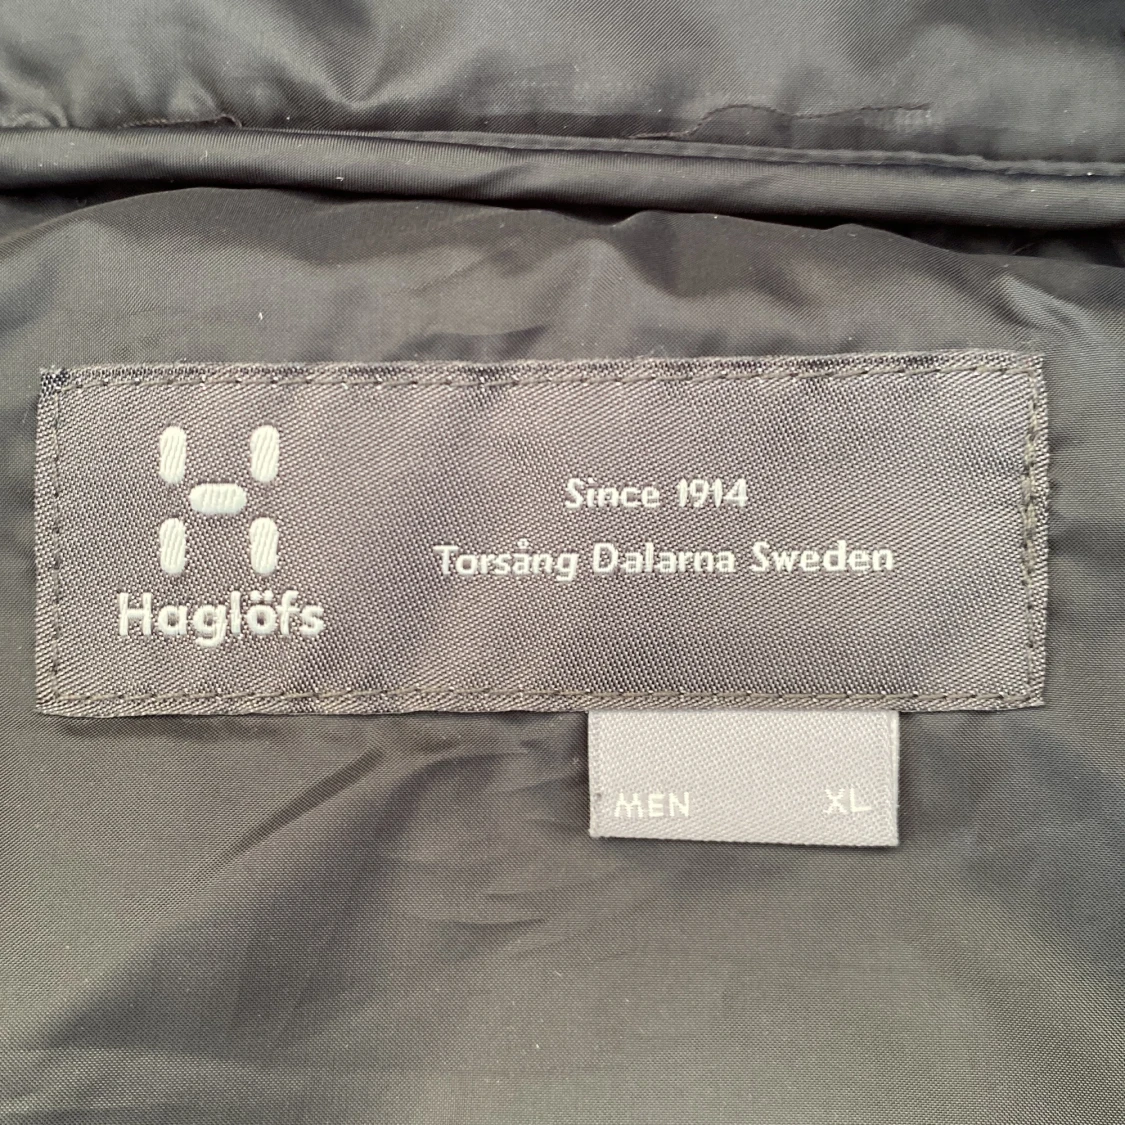 Since 1914
Torsång Dalarna Sweden
Haglöfs
MEN XL